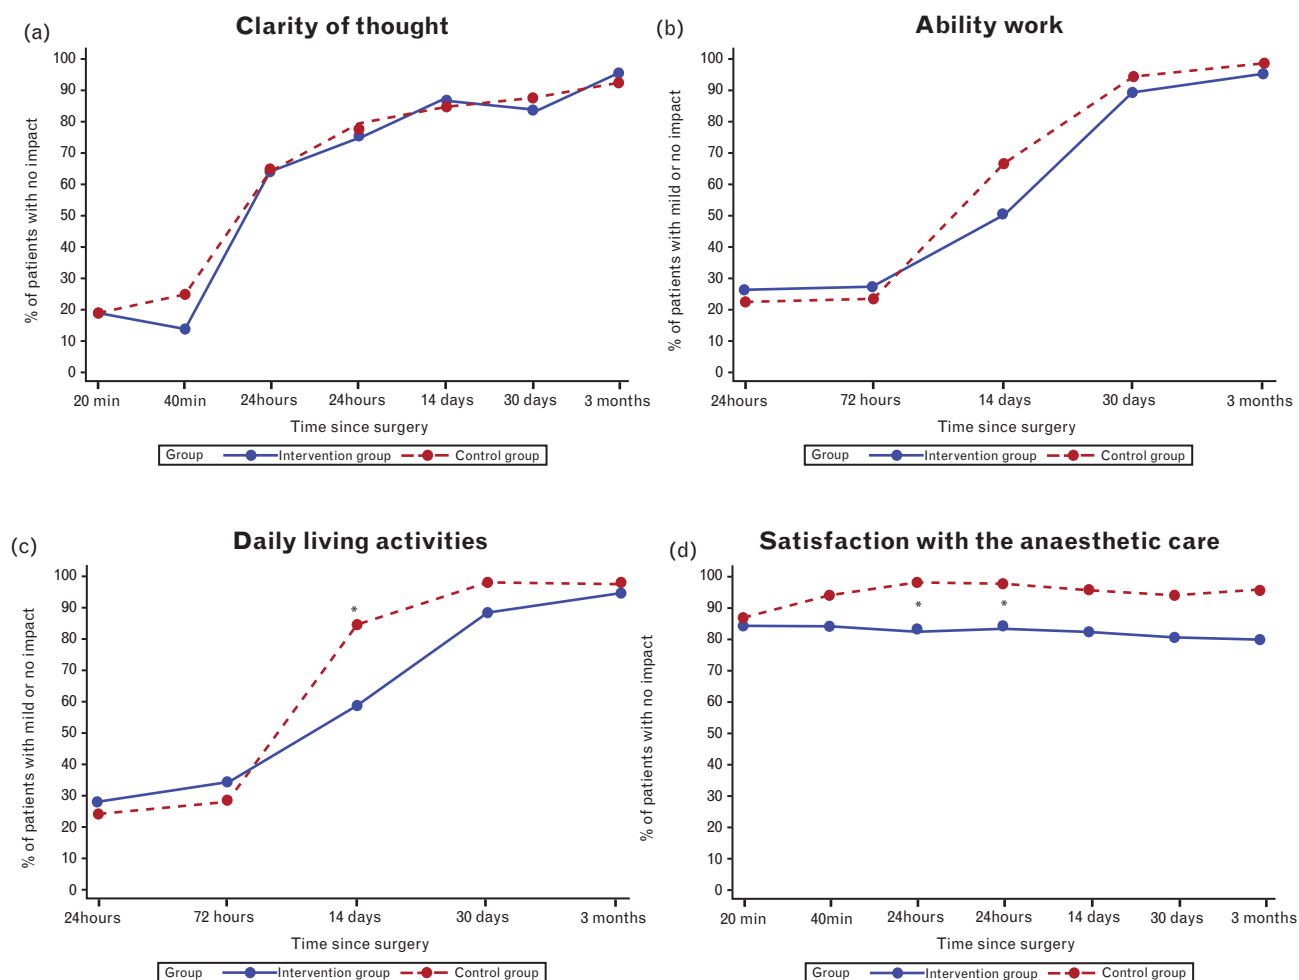 (a)
Clarity of thought
% of patients with no impact
100
90
80
70
60
50
40
30
20
10
0
20 min 40min 24hours 24hours 14 days 30 days 3 months
Time since surgery
Group Intervention group Control group
(b)
Ability work
% of patients with mild or no impact
100
90
80
70
60
50
40
30
20
10
0
24hours 72 hours 14 days 30 days 3 months
Time since surgery
Group Intervention group Control group
(c)
Daily living activities
% of patients with mild or no impact
100
90
80
70
60
50
40
30
20
10
0
*
24hours 72 hours 14 days 30 days 3 months
Time since surgery
Group Intervention group Control group
(d)
Satisfaction with the anaesthetic care
% of patients with no impact
100
90
80
70
60
50
40
30
20
10
0
* *
20 min 40min 24hours 24hours 14 days 30 days 3 months
Time since surgery
Group Intervention group Control group